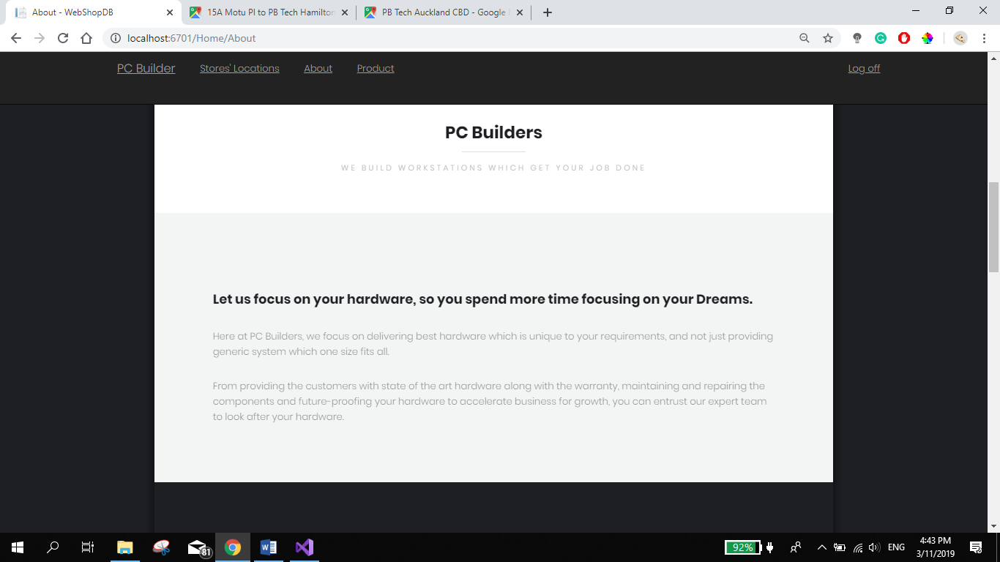 About - WebShopDB
15A Motu Pl to PB Tech Hamilton
PB Tech Auckland CBD - Google
localhost:6701/Home/About
PC Builder Stores' Locations About Product Log off
PC Builders
WE BUILD WORKSTATIONS WHICH GET YOUR JOB DONE
Let us focus on your hardware, so you spend more time focusing on your Dreams.
Here at PC Builders, we focus on delivering best hardware which is unique to your requirements, and not just providing
generic system which one size fits all.
From providing the customers with state of the art hardware along with the warranty, maintaining and repairing the
components and future-proofing your hardware to accelerate business for growth, you can entrust our expert team
to look after your hardware.
81
92%
ENG
4:43 PM
3/11/2019